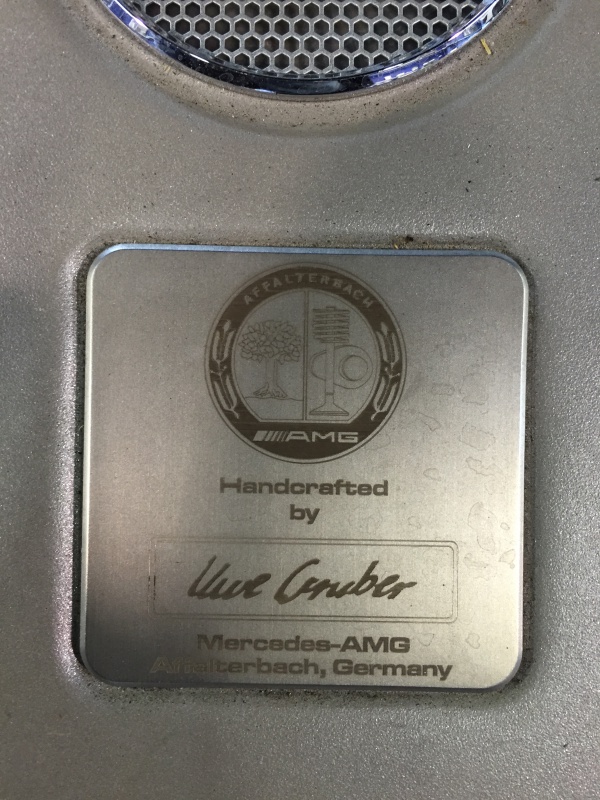 AFFALTERBACH
AMG
Handcrafted
by
Uwe Gruber
Mercedes-AMG
Affalterbach, Germany